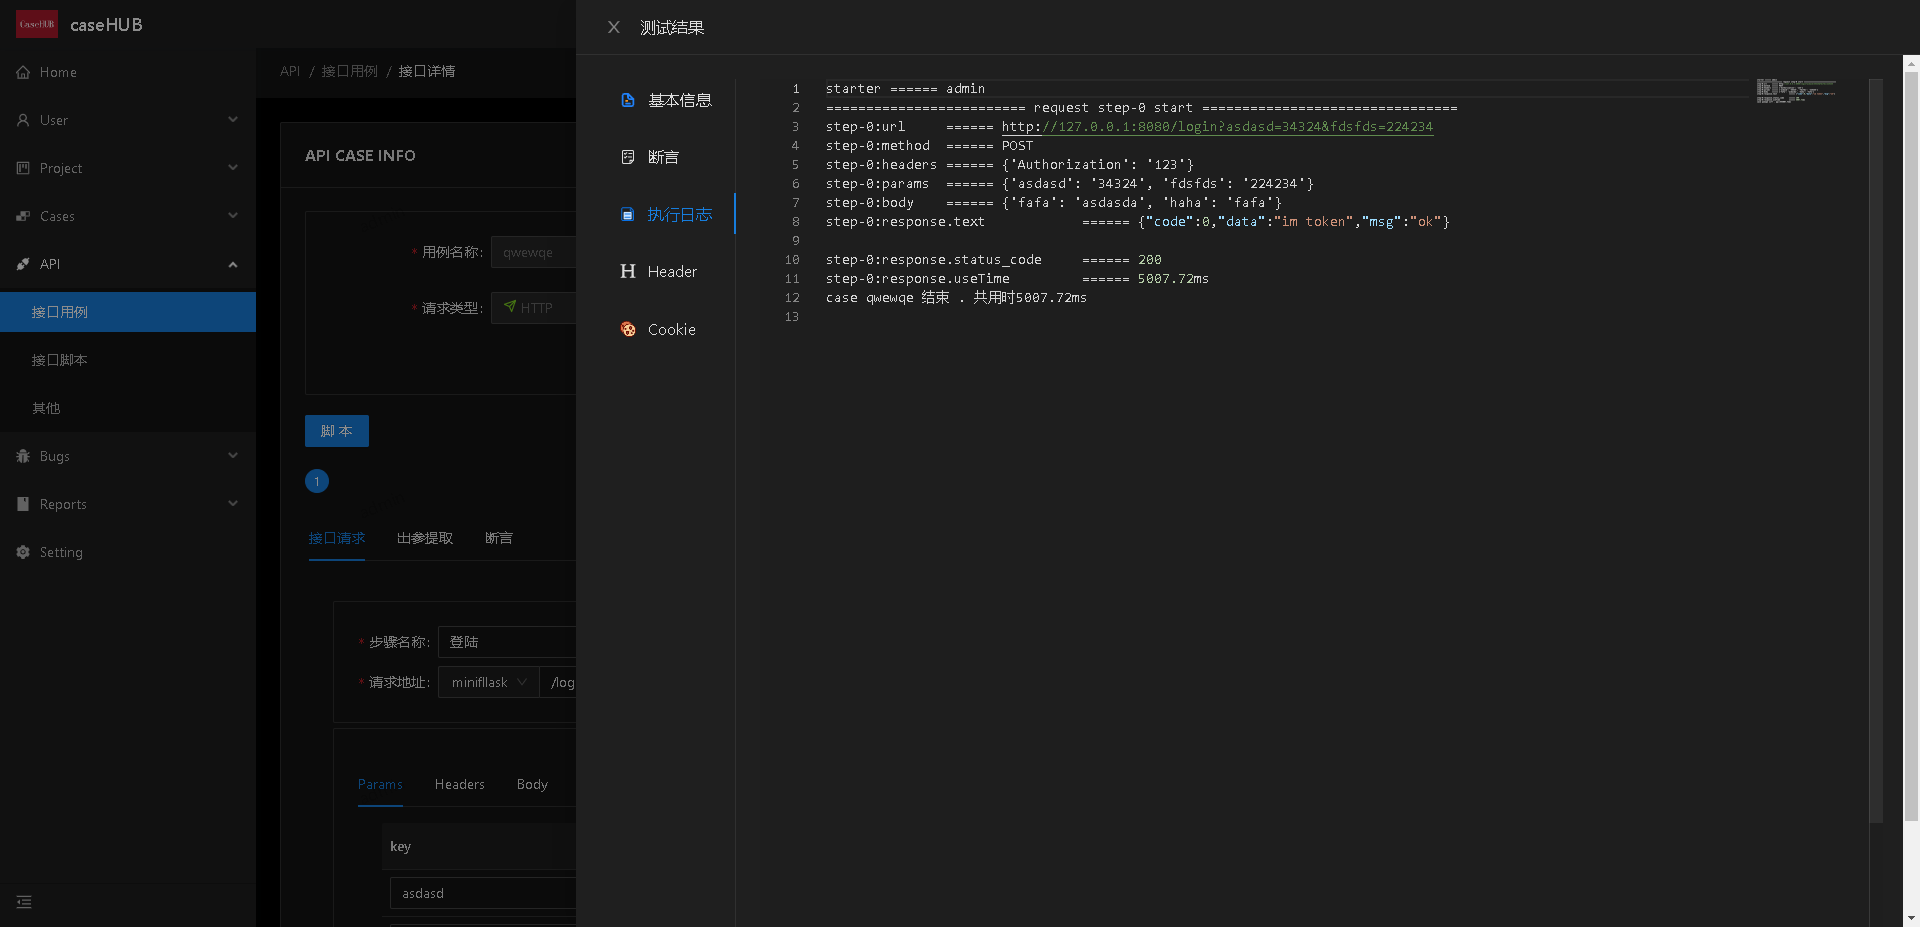 CaseHUB
caseHUB
Home
User
Project
Cases
API
接口用例
接口脚本
其他
Bugs
Reports
Setting
API / 接口用例 / 接口详情
API CASE INFO
* 用例名称: qwewqe
* 请求类型: HTTP
脚 本
1
接口请求 出参提取 断言
* 步骤名称: 登陆
* 请求地址: minifllask /log
Params Headers Body
key
asdasd
测试结果
基本信息
断言
执行日志
Header
Cookie
1 starter ====== admin
2 ========================= request step-0 start ================================
3 step-0:url ====== http://127.0.0.1:8080/login?asdasd=34324&fdsfds=224234
4 step-0:method ====== POST
5 step-0:headers ====== {'Authorization': '123'}
6 step-0:params ====== {'asdasd': '34324', 'fdsfds': '224234'}
7 step-0:body ====== {'fafa': 'asdasda', 'haha': 'fafa'}
8 step-0:response.text ====== {"code":0,"data":"im token","msg":"ok"}
9
10 step-0:response.status_code ====== 200
11 step-0:response.useTime ====== 5007.72ms
12 case qwewqe 结束 . 共用时5007.72ms
13